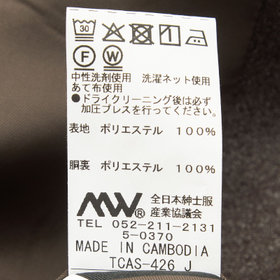 30
F W
中性洗剤使用 洗濯ネット使用
あて布使用
●ドライクリーニング後は必ず
加圧プレスを行ってください。
表地 ポリエステル 100%
胴裏 ポリエステル 100%
MW® 全日本紳士服
産業協議会
TEL 052-211-2131
5-0370
MADE IN CAMBODIA
TCAS-426 J